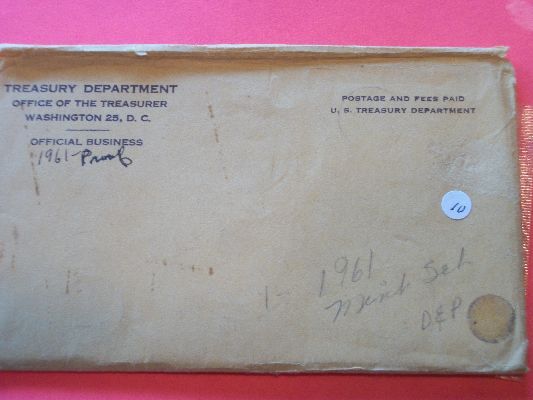 TREASURY DEPARTMENT
OFFICE OF THE TREASURER
WASHINGTON 25, D. C.
OFFICIAL BUSINESS
1961-Proof
POSTAGE AND FEES PAID
U. S. TREASURY DEPARTMENT
10
1- 1961
Mint Set
D&P